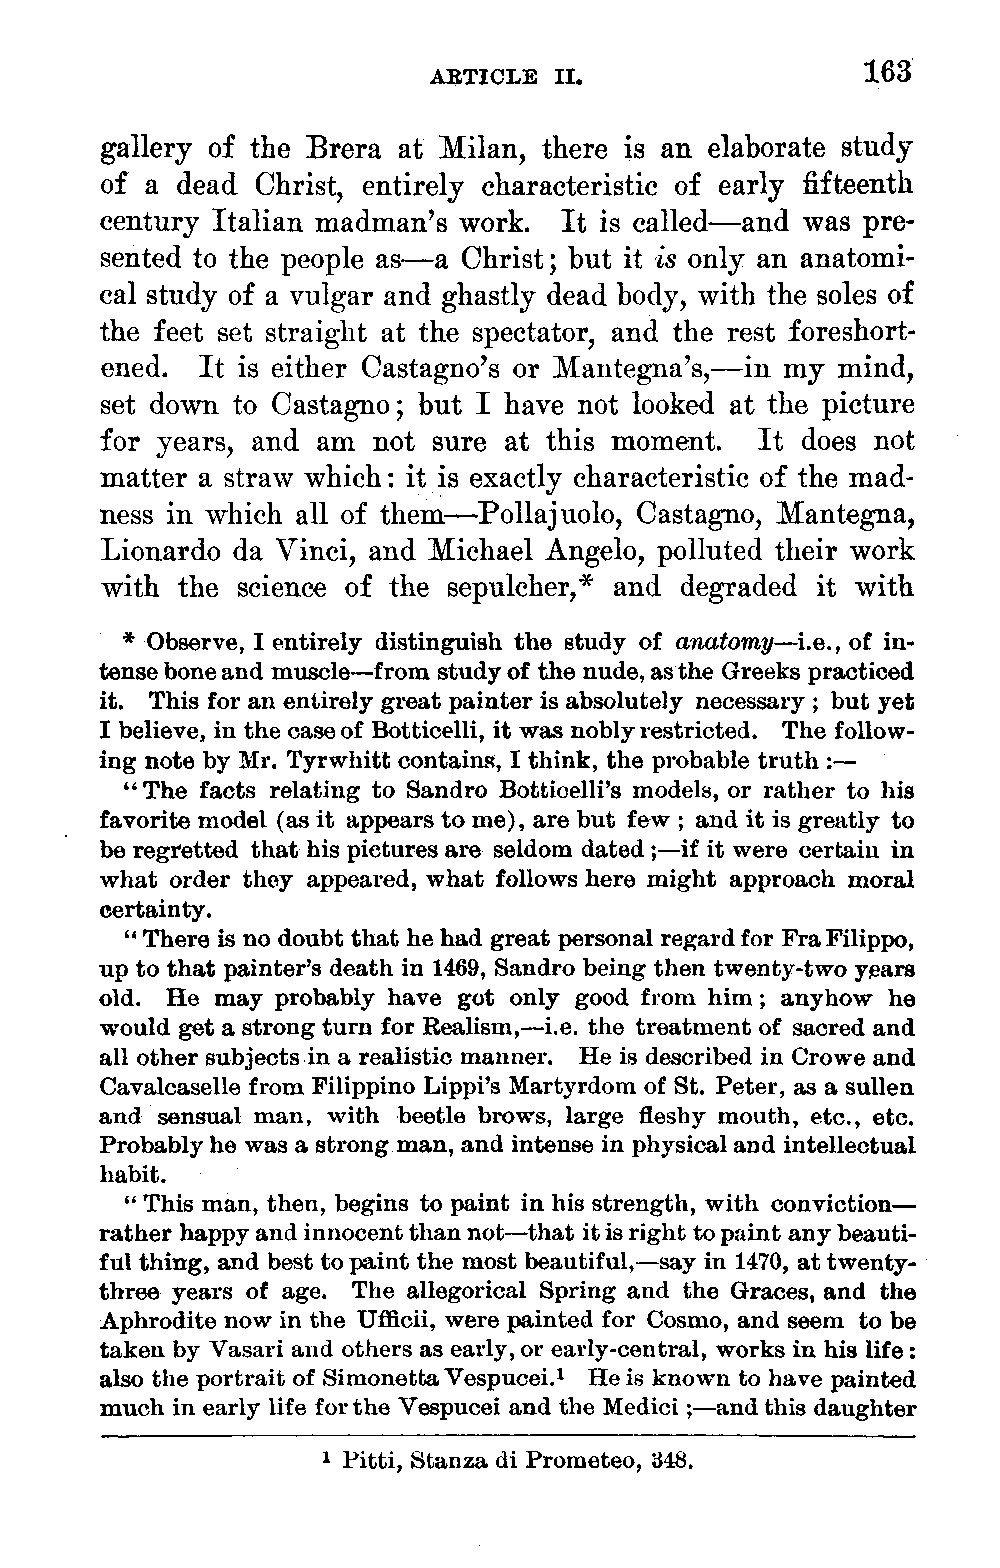 ARTICLE II. 163
gallery of the Brera at Milan, there is an elaborate study
of a dead Christ, entirely characteristic of early fifteenth
century Italian madman's work. It is called—and was pre-
sented to the people as—a Christ; but it is only an anatomi-
cal study of a vulgar and ghastly dead body, with the soles of
the feet set straight at the spectator, and the rest foreshort-
ened. It is either Castagno's or Mantegna's,—in my mind,
set down to Castagno; but I have not looked at the picture
for years, and am not sure at this moment. It does not
matter a straw which: it is exactly characteristic of the mad-
ness in which all of them—Pollajuolo, Castagno, Mantegna,
Lionardo da Vinci, and Michael Angelo, polluted their work
with the science of the sepulcher,* and degraded it with
* Observe, I entirely distinguish the study of anatomy—i.e., of in-
tense bone and muscle—from study of the nude, as the Greeks practiced
it. This for an entirely great painter is absolutely necessary; but yet
I believe, in the case of Botticelli, it was nobly restricted. The follow-
ing note by Mr. Tyrwhitt contains, I think, the probable truth:—
"The facts relating to Sandro Botticelli's models, or rather to his
favorite model (as it appears to me), are but few; and it is greatly to
be regretted that his pictures are seldom dated;—if it were certain in
what order they appeared, what follows here might approach moral
certainty.
"There is no doubt that he had great personal regard for Fra Filippo,
up to that painter's death in 1469, Sandro being then twenty-two years
old. He may probably have got only good from him; anyhow he
would get a strong turn for Realism,—i.e. the treatment of sacred and
all other subjects in a realistic manner. He is described in Crowe and
Cavalcaselle from Filippino Lippi's Martyrdom of St. Peter, as a sullen
and sensual man, with beetle brows, large fleshy mouth, etc., etc.
Probably he was a strong man, and intense in physical and intellectual
habit.
"This man, then, begins to paint in his strength, with conviction—
rather happy and innocent than not—that it is right to paint any beauti-
ful thing, and best to paint the most beautiful,—say in 1470, at twenty-
three years of age. The allegorical Spring and the Graces, and the
Aphrodite now in the Ufficii, were painted for Cosmo, and seem to be
taken by Vasari and others as early, or early-central, works in his life:
also the portrait of Simonetta Vespucei.¹ He is known to have painted
much in early life for the Vespucei and the Medici;—and this daughter
¹ Pitti, Stanza di Prometeo, 348.